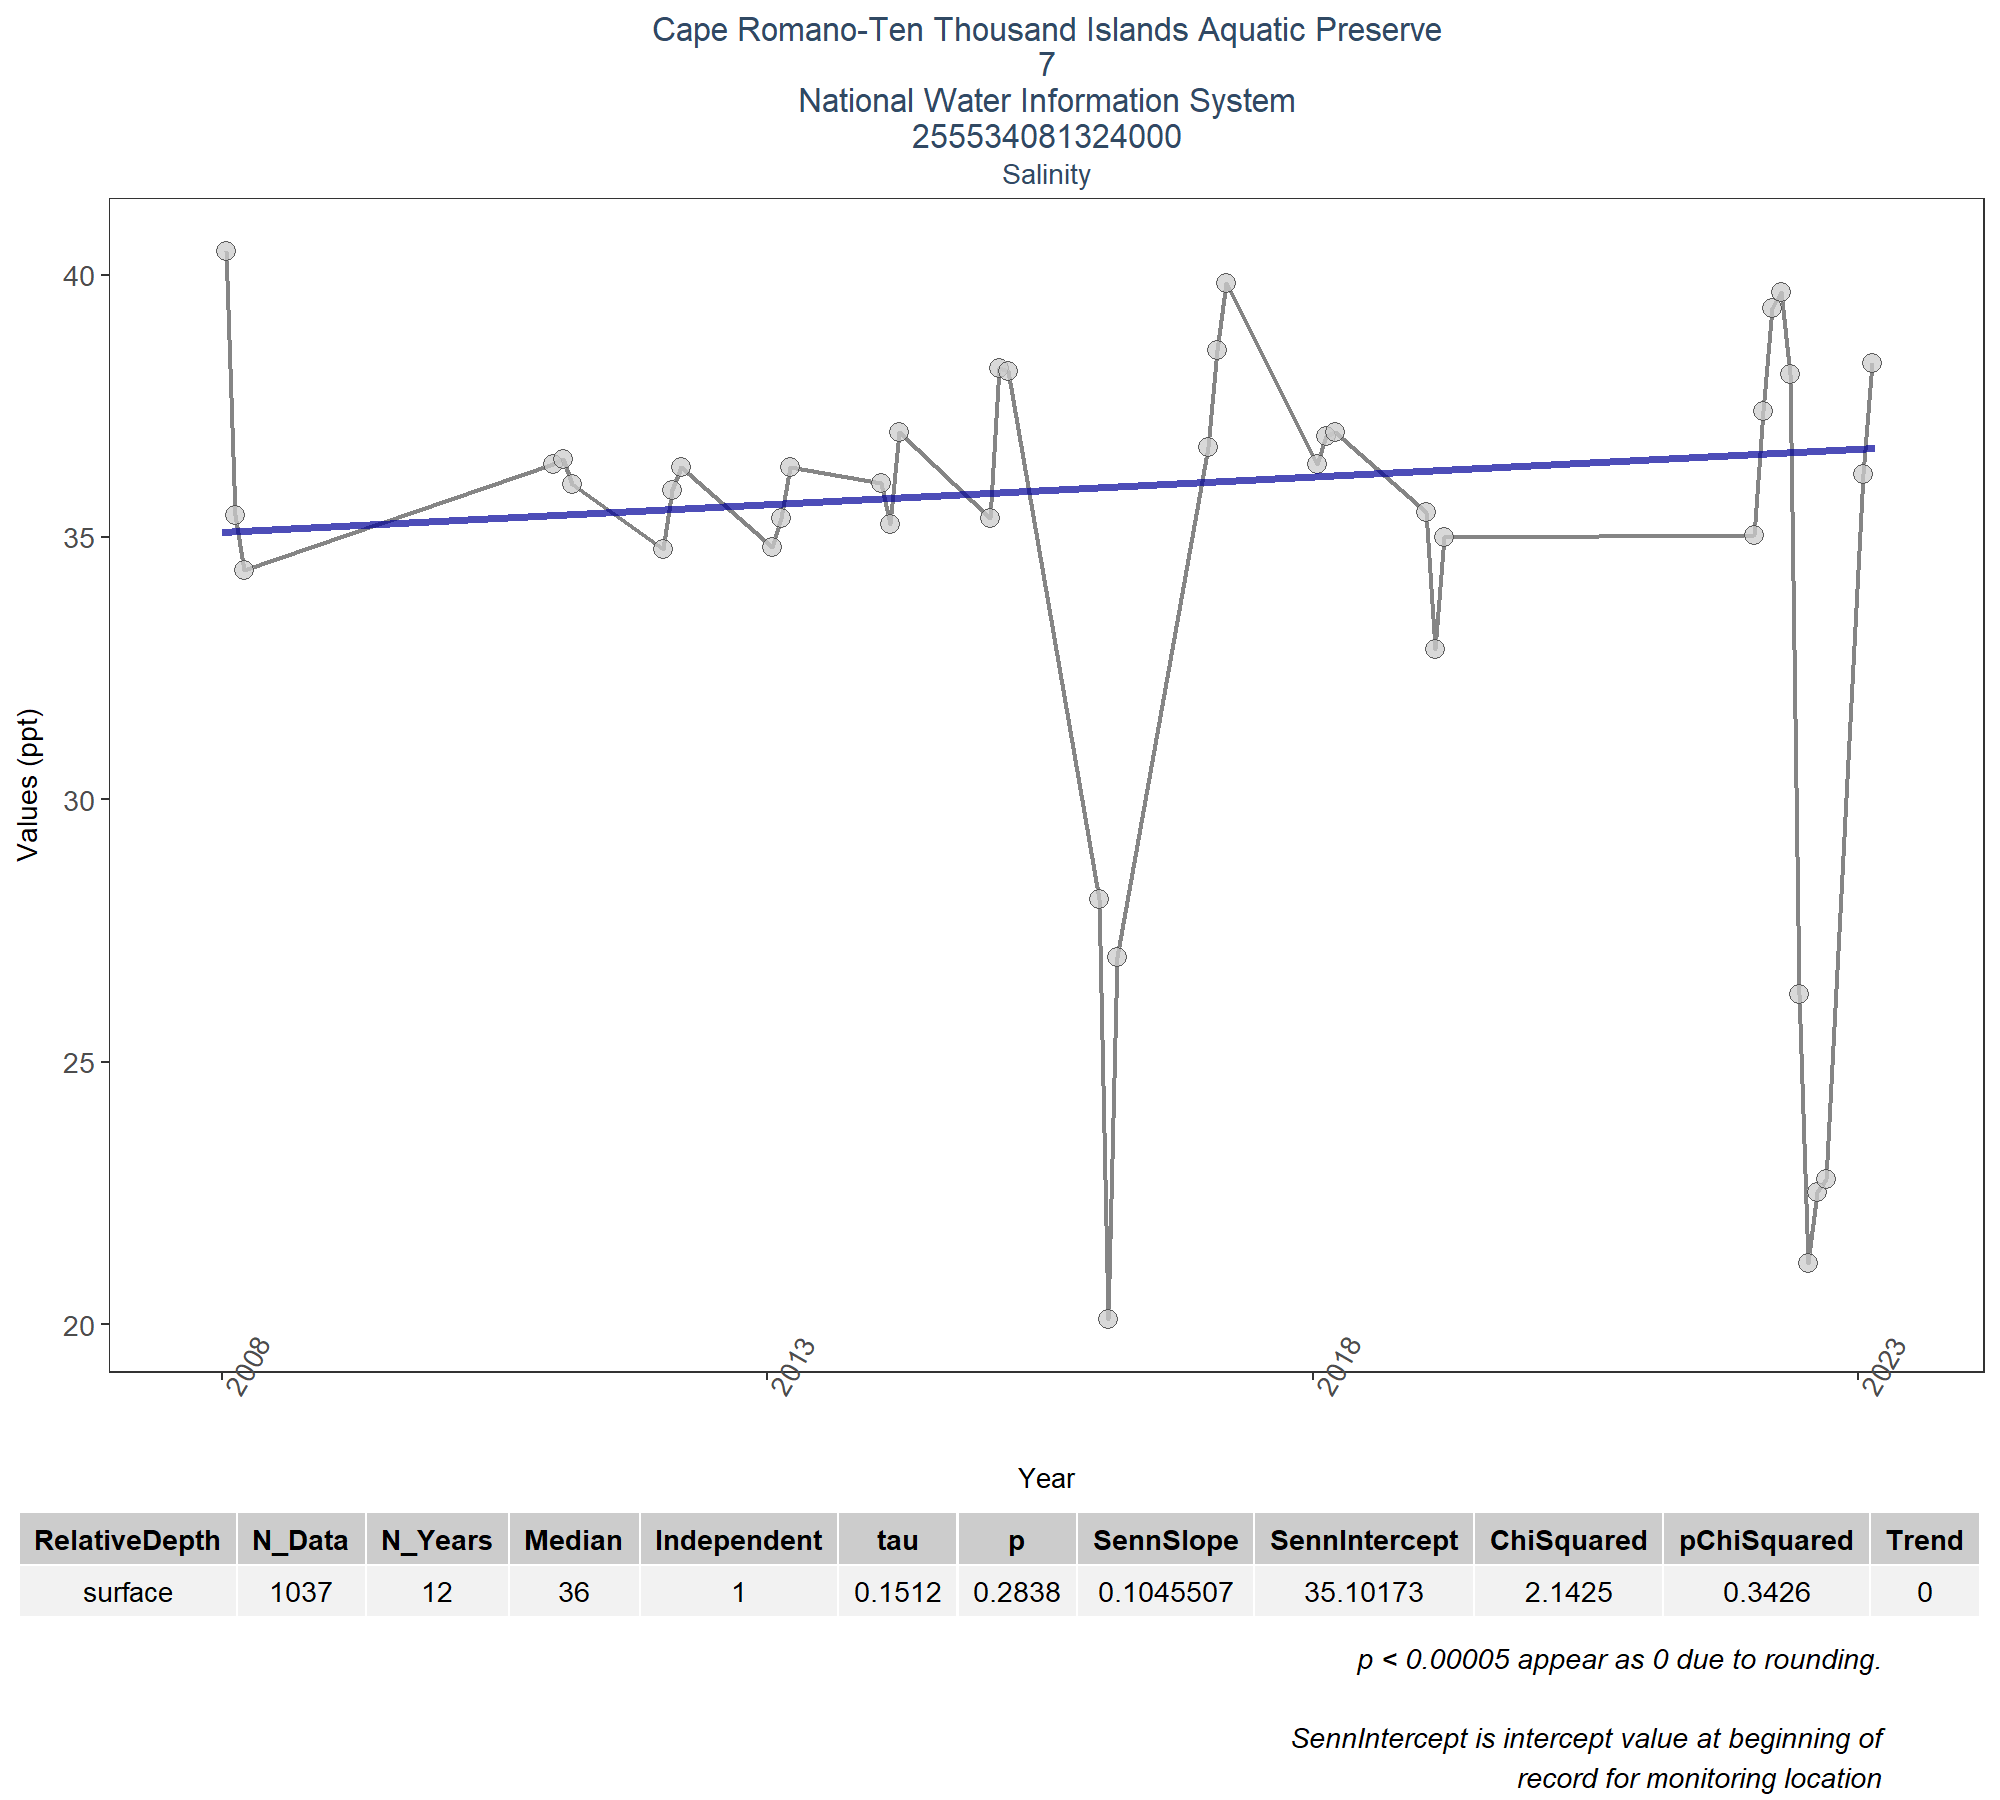 Cape Romano-Ten Thousand Islands Aquatic Preserve
7
National Water Information System
255534081324000
Salinity
40
35
30
25
20
Values (ppt)
2008
2013
2018
2023
Year
RelativeDepth N_Data N_Years Median Independent tau p SennSlope SennIntercept ChiSquared pChiSquared Trend
surface 1037 12 36 1 0.1512 0.2838 0.1045507 35.10173 2.1425 0.3426 0
p < 0.00005 appear as 0 due to rounding.
SennIntercept is intercept value at beginning of
record for monitoring location